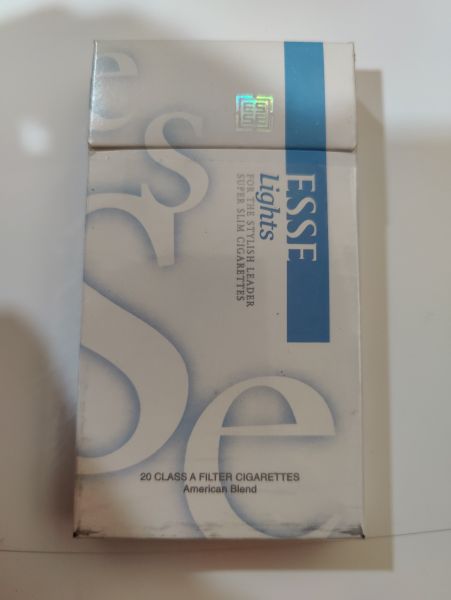 e
s
S
e
ESSE
Lights
FOR THE STYLISH LEADER
SUPER SLIM CIGARETTES
20 CLASS A FILTER CIGARETTES
American Blend